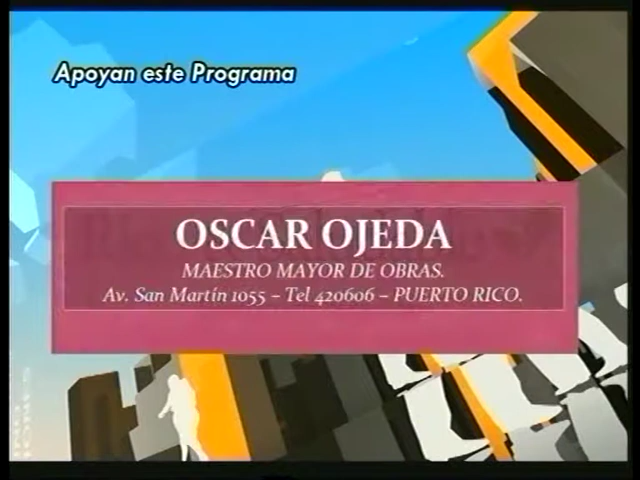 Apoyan este Programa
OSCAR OJEDA
MAESTRO MAYOR DE OBRAS.
Av. San Martín 1055 – Tel 420606 – PUERTO RICO.